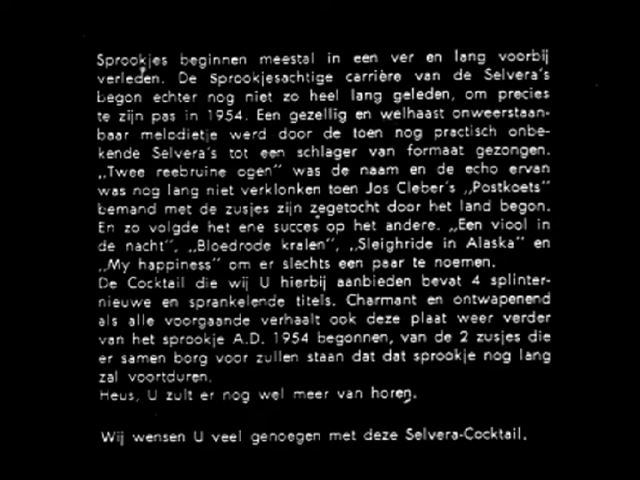 Sprookjes beginnen meestal in een ver en lang voorbij
verleden. De Sprookjesachtige carrière van de Selvera's
begon echter nog niet zo heel lang geleden, om precies
te zijn pas in 1954. Een gezellig en welhaast onweerstaan-
baar melodietje werd door de toen nog practisch onbe-
kende Selvera's tot een schlager van formaat gezongen.
„Twee reebruine ogen" was de naam en de echo ervan
was nog lang niet verklonken toen Jos Cleber's „Postkoets"
bemand met de zusjes zijn zegetocht door het land begon.
En zo volgde het ene succes op het andere. „Een viool in
de nacht", „Bloedrode kralen", „Sleighride in Alaska" en
„My happiness" om er slechts een paar te noemen.
De Cocktail die wij U hierbij aanbieden bevat 4 splinter-
nieuwe en sprankelende titels. Charmant en ontwapenend
als alle voorgaande verhaalt ook deze plaat weer verder
van het sprookje A.D. 1954 begonnen, van de 2 zusjes die
er samen borg voor zullen staan dat dat sprookje nog lang
zal voortduren.
Heus, U zult er nog wel meer van horen.
Wij wensen U veel genoegen met deze Selvera-Cocktail.